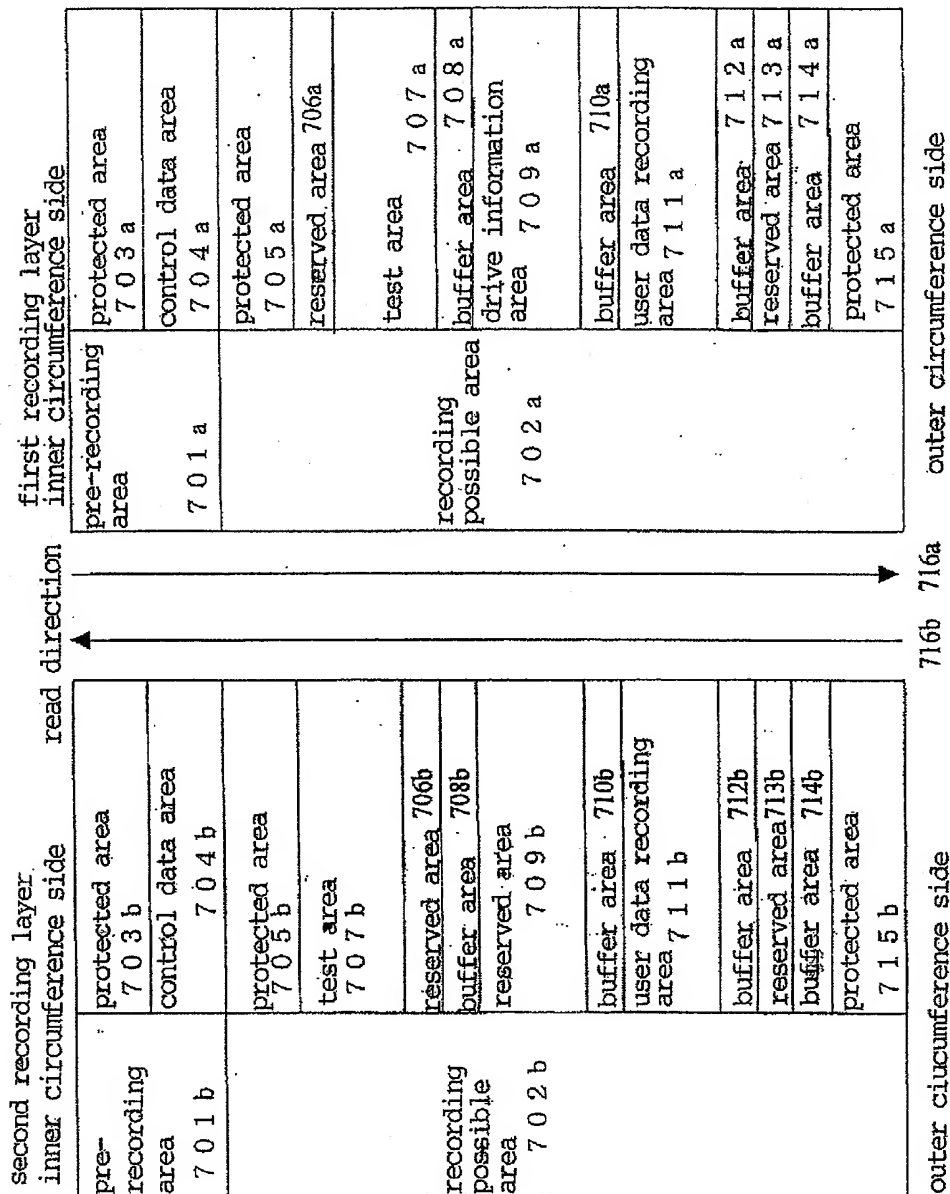 first recording layer
inner circumference side
pre-recording
area
701a
protected area
703a
control data area
704a
recording
possible area
702a
protected area
705a
reserved area 706a
test area
707a
buffer area 708a
drive information
area 709a
buffer area 710a
user data recording
area 711a
buffer area 712a
reserved area 713a
buffer area 714a
protected area
715a
outer circumference side
read direction
716b 716a
second recording layer
inner circumference side
pre-
recording
area
701b
protected area
703b
control data area
704b
recording
possible
area
702b
protected area
705b
test area
707b
reserved area 706b
buffer area 708b
reserved area
709b
buffer area 710b
user data recording
area 711b
buffer area 712b
reserved area 713b
buffer area 714b
protected area
715b
outer ciucumference side